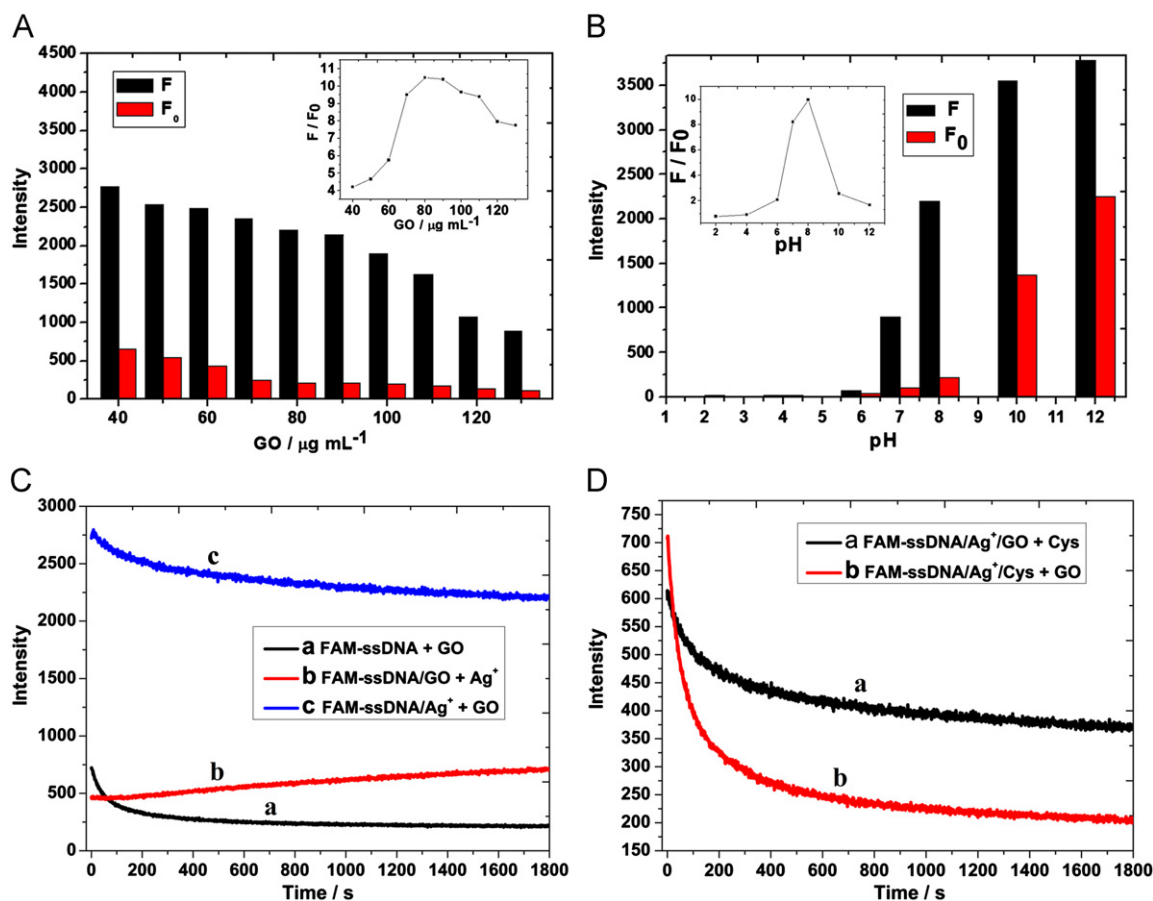 A
4500
4000
3500
3000
2500
2000
1500
1000
500
0
Intensity
F
F0
11
10
9
8
7
6
5
4
F / F0
40 60 80 100 120
GO / μg mL-1
40 60 80 100 120
GO / μg mL-1
B
3500
3000
2500
2000
1500
1000
500
0
Intensity
10
8
6
4
2
F / F0
2 4 6 8 10 12
pH
F
F0
1 2 3 4 5 6 7 8 9 10 11 12
pH
C
3000
2500
2000
1500
1000
500
0
Intensity
c
a FAM-ssDNA + GO
b FAM-ssDNA/GO + Ag+
c FAM-ssDNA/Ag+ + GO
b
a
0 200 400 600 800 1000 1200 1400 1600 1800
Time / s
D
750
700
650
600
550
500
450
400
350
300
250
200
150
Intensity
a FAM-ssDNA/Ag+/GO + Cys
b FAM-ssDNA/Ag+/Cys + GO
a
b
0 200 400 600 800 1000 1200 1400 1600 1800
Time / s